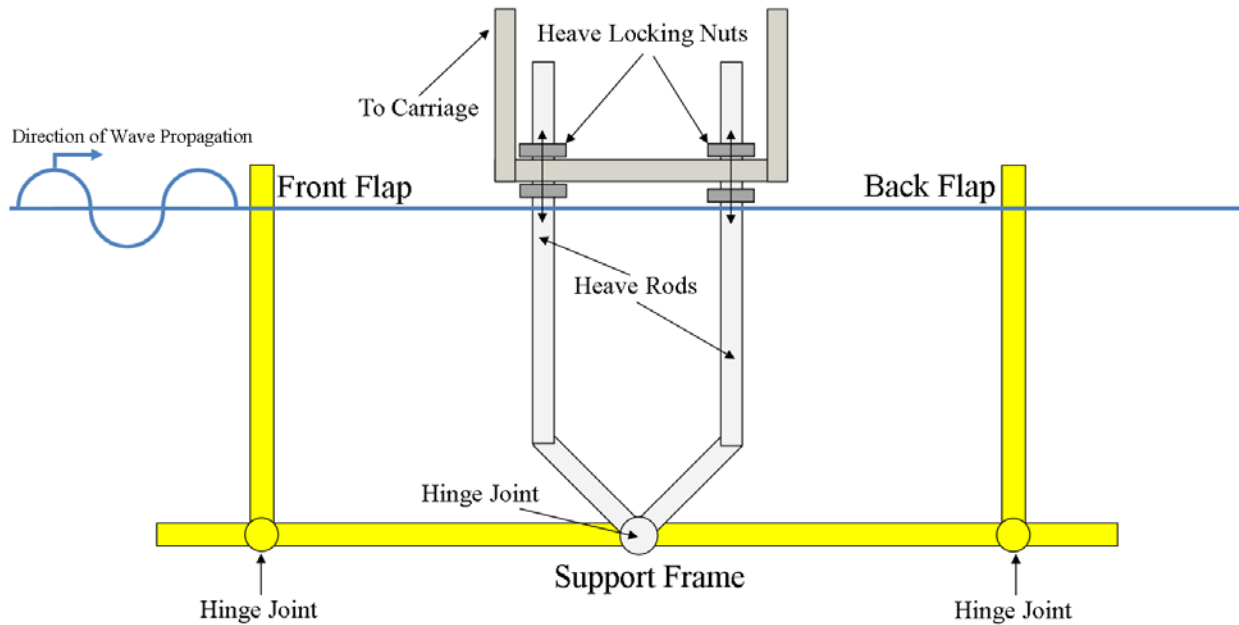 Heave Locking Nuts
To Carriage
Direction of Wave Propagation
Front Flap
Back Flap
Heave Rods
Hinge Joint
Support Frame
Hinge Joint
Hinge Joint